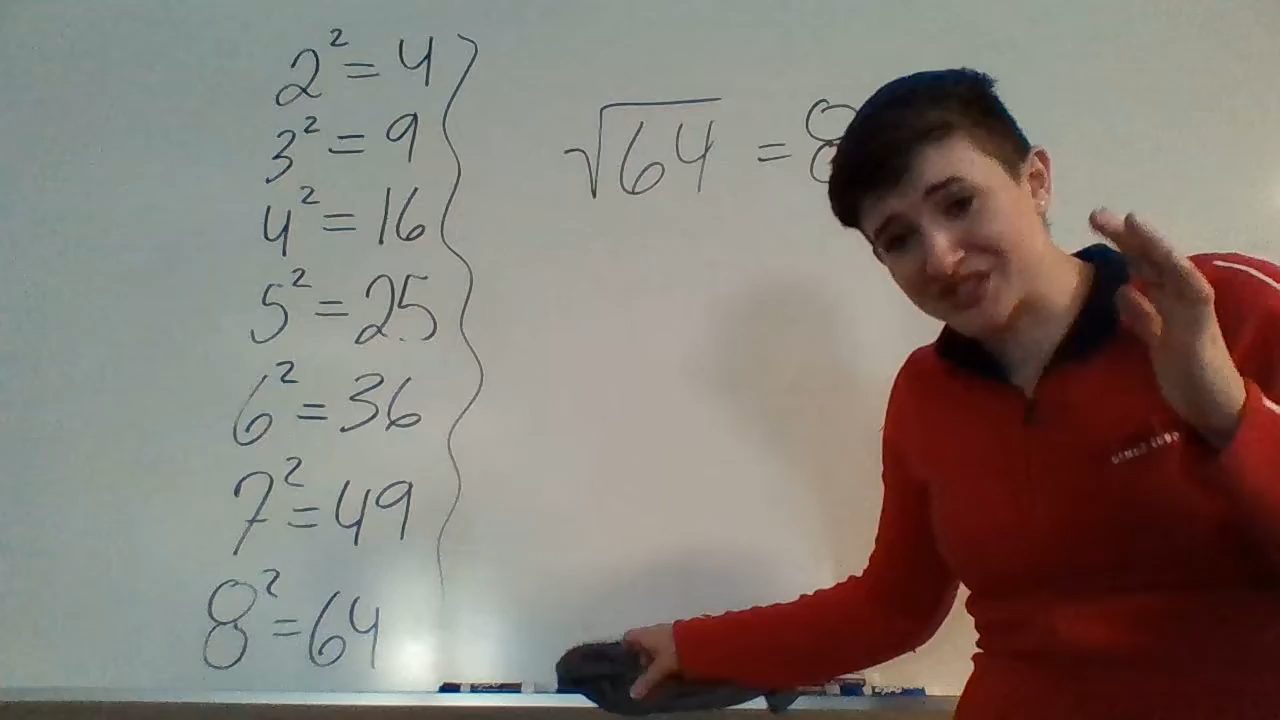 2² = 4
3² = 9
4² = 16
5² = 25
6² = 36
7² = 49
8² = 64
√64 = 8